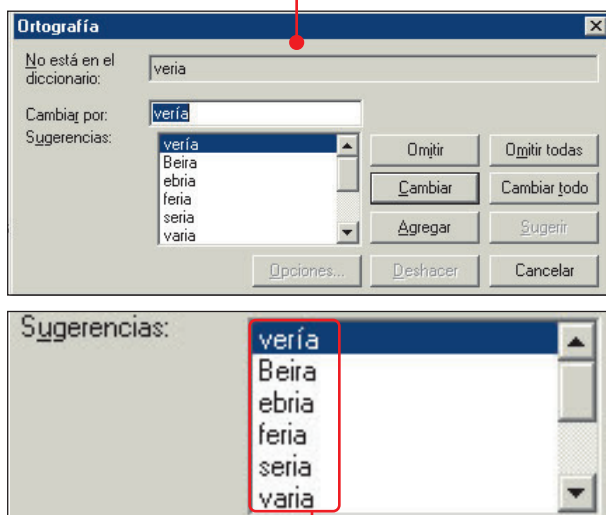 Ortografía
No está en el
diccionario:
veria
Cambiar por:
vería
Sugerencias:
vería
Beira
ebria
feria
seria
varia
Omitir
Omitir todas
Cambiar
Cambiar todo
Agregar
Sugerir
Opciones...
Deshacer
Cancelar
Sugerencias:
vería
Beira
ebria
feria
seria
varia